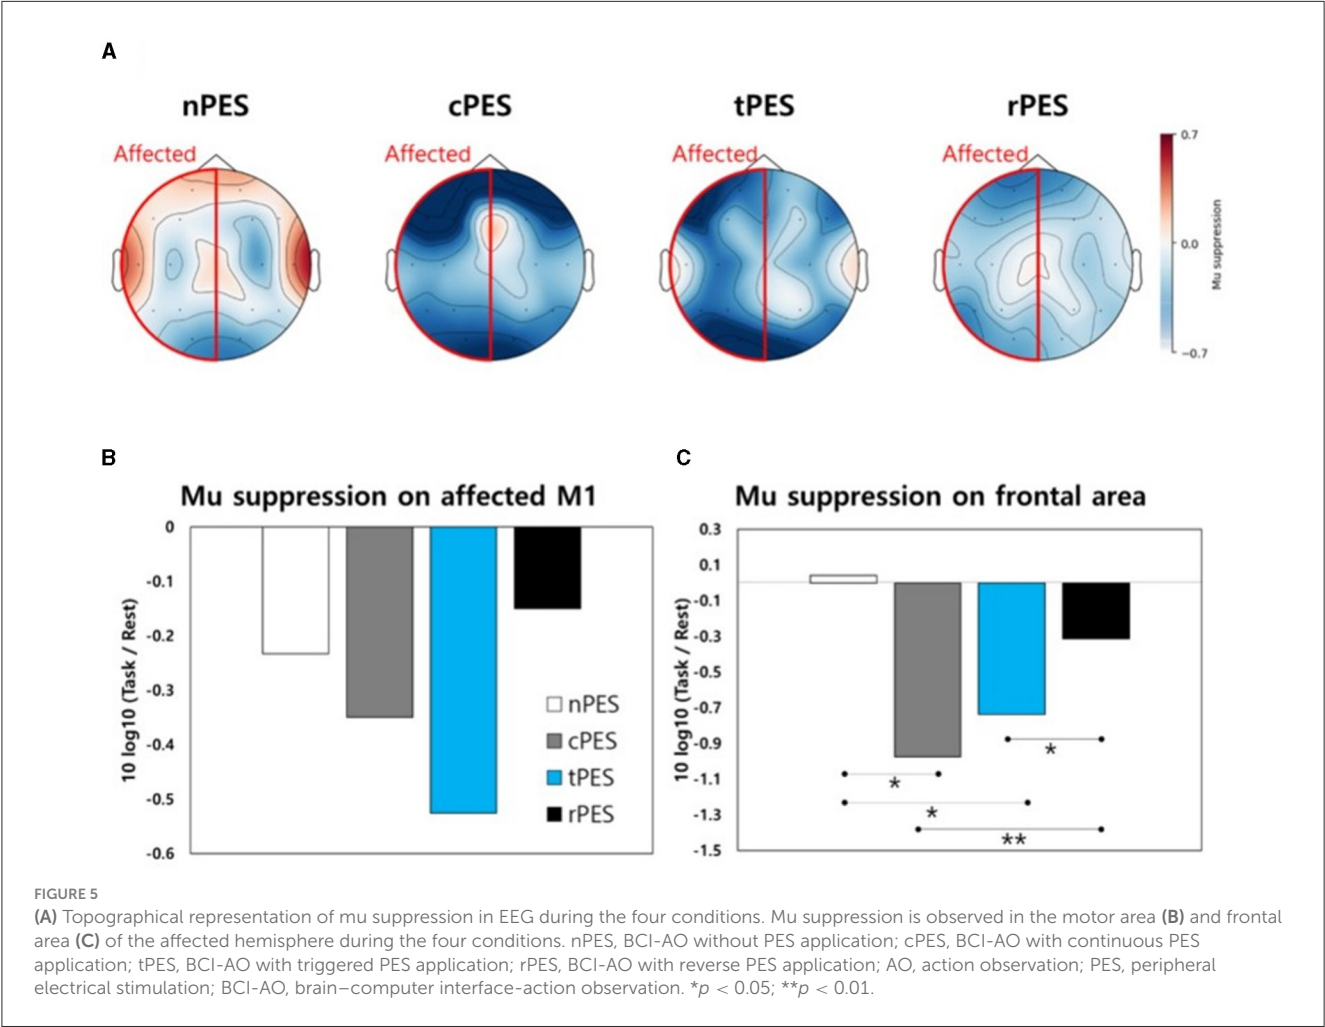 A
nPES
cPES
tPES
rPES
Affected
Affected
Affected
Affected
0.7
0.0
−0.7
Mu suppression
B
Mu suppression on affected M1
0
-0.1
-0.2
-0.3
-0.4
-0.5
-0.6
10 log10 (Task / Rest)
nPES
cPES
tPES
rPES
C
Mu suppression on frontal area
0.3
0.1
-0.1
-0.3
-0.5
-0.7
-0.9
-1.1
-1.3
-1.5
10 log10 (Task / Rest)
*
*
*
**
FIGURE 5
(A) Topographical representation of mu suppression in EEG during the four conditions. Mu suppression is observed in the motor area (B) and frontal
area (C) of the affected hemisphere during the four conditions. nPES, BCI-AO without PES application; cPES, BCI-AO with continuous PES
application; tPES, BCI-AO with triggered PES application; rPES, BCI-AO with reverse PES application; AO, action observation; PES, peripheral
electrical stimulation; BCI-AO, brain–computer interface-action observation. *p < 0.05; **p < 0.01.